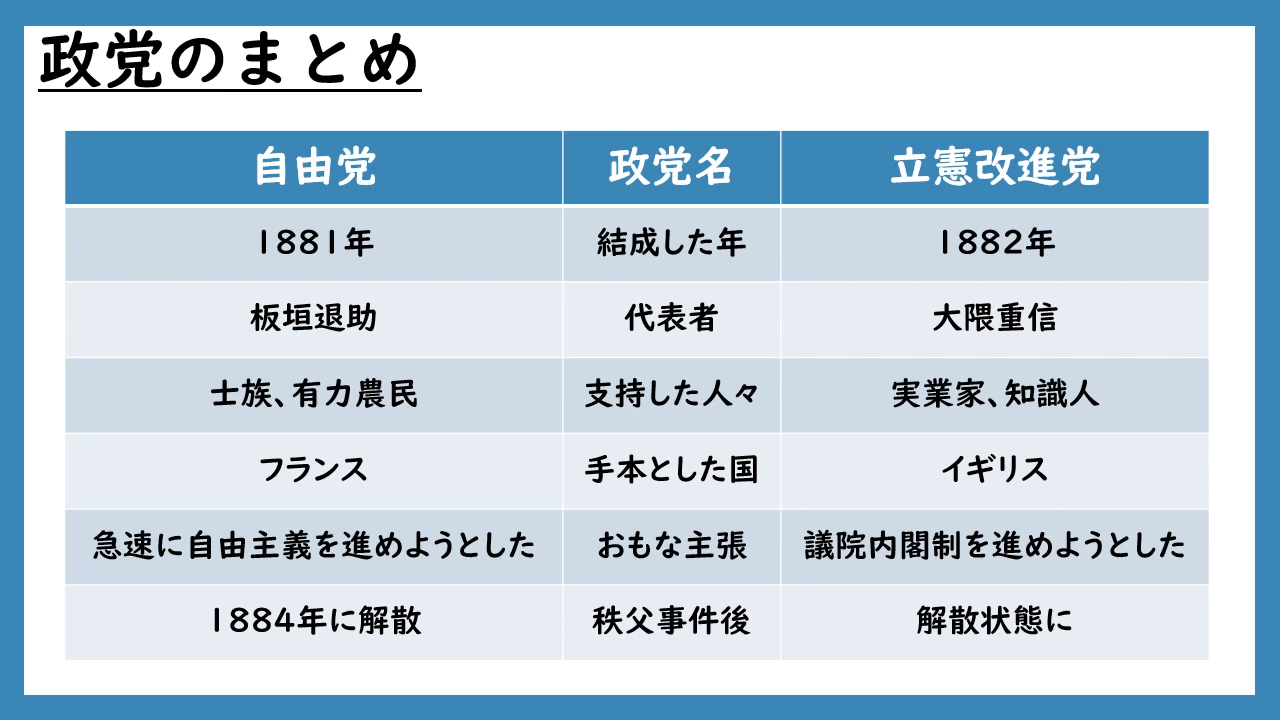 政党のまとめ
自由党 政党名 立憲改進党
1881年 結成した年 1882年
板垣退助 代表者 大隈重信
士族、有力農民 支持した人々 実業家、知識人
フランス 手本とした国 イギリス
急速に自由主義を進めようとした おもな主張 議院内閣制を進めようとした
1884年に解散 秩父事件後 解散状態に